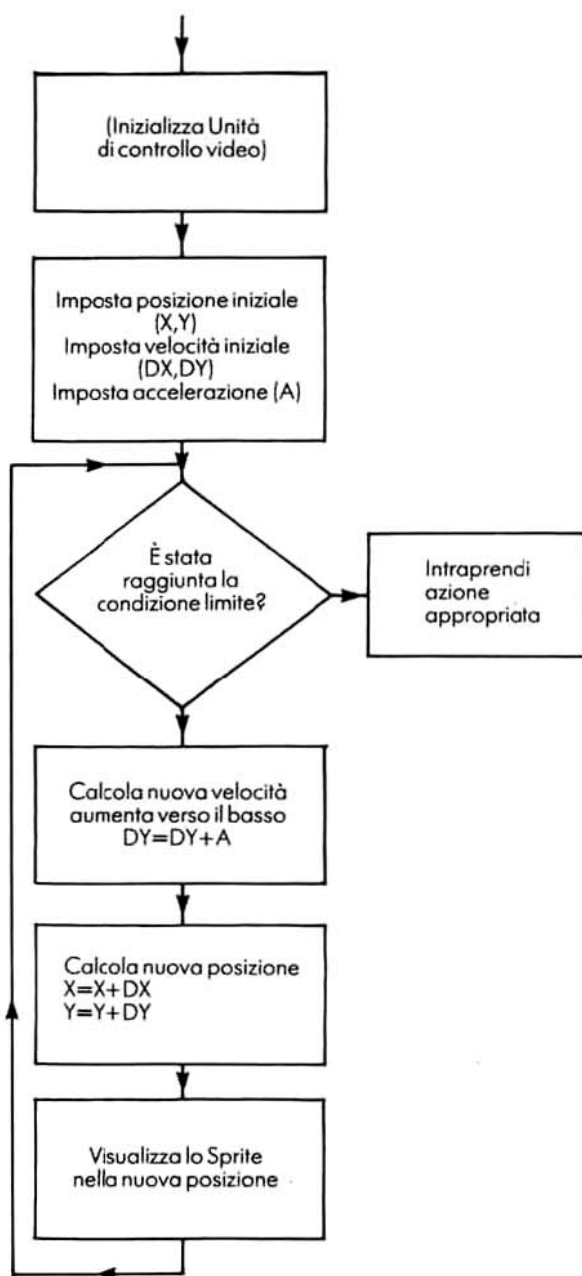 (Inizializza Unità
di controllo video)
Imposta posizione iniziale
(X,Y)
Imposta velocità iniziale
(DX,DY)
Imposta accelerazione (A)
È stata
raggiunta la
condizione limite?
Intraprendi
azione
appropriata
Calcola nuova velocità
aumenta verso il basso
DY=DY+A
Calcola nuova posizione
X=X+DX
Y=Y+DY
Visualizza lo Sprite
nella nuova posizione